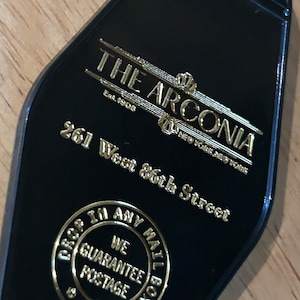 THE ARCONIA
Est. 1908
NEW YORK, NEW YORK
261 West 86th Street
DROP IN ANY MAIL BOX
WE
GUARANTEE
POSTAGE